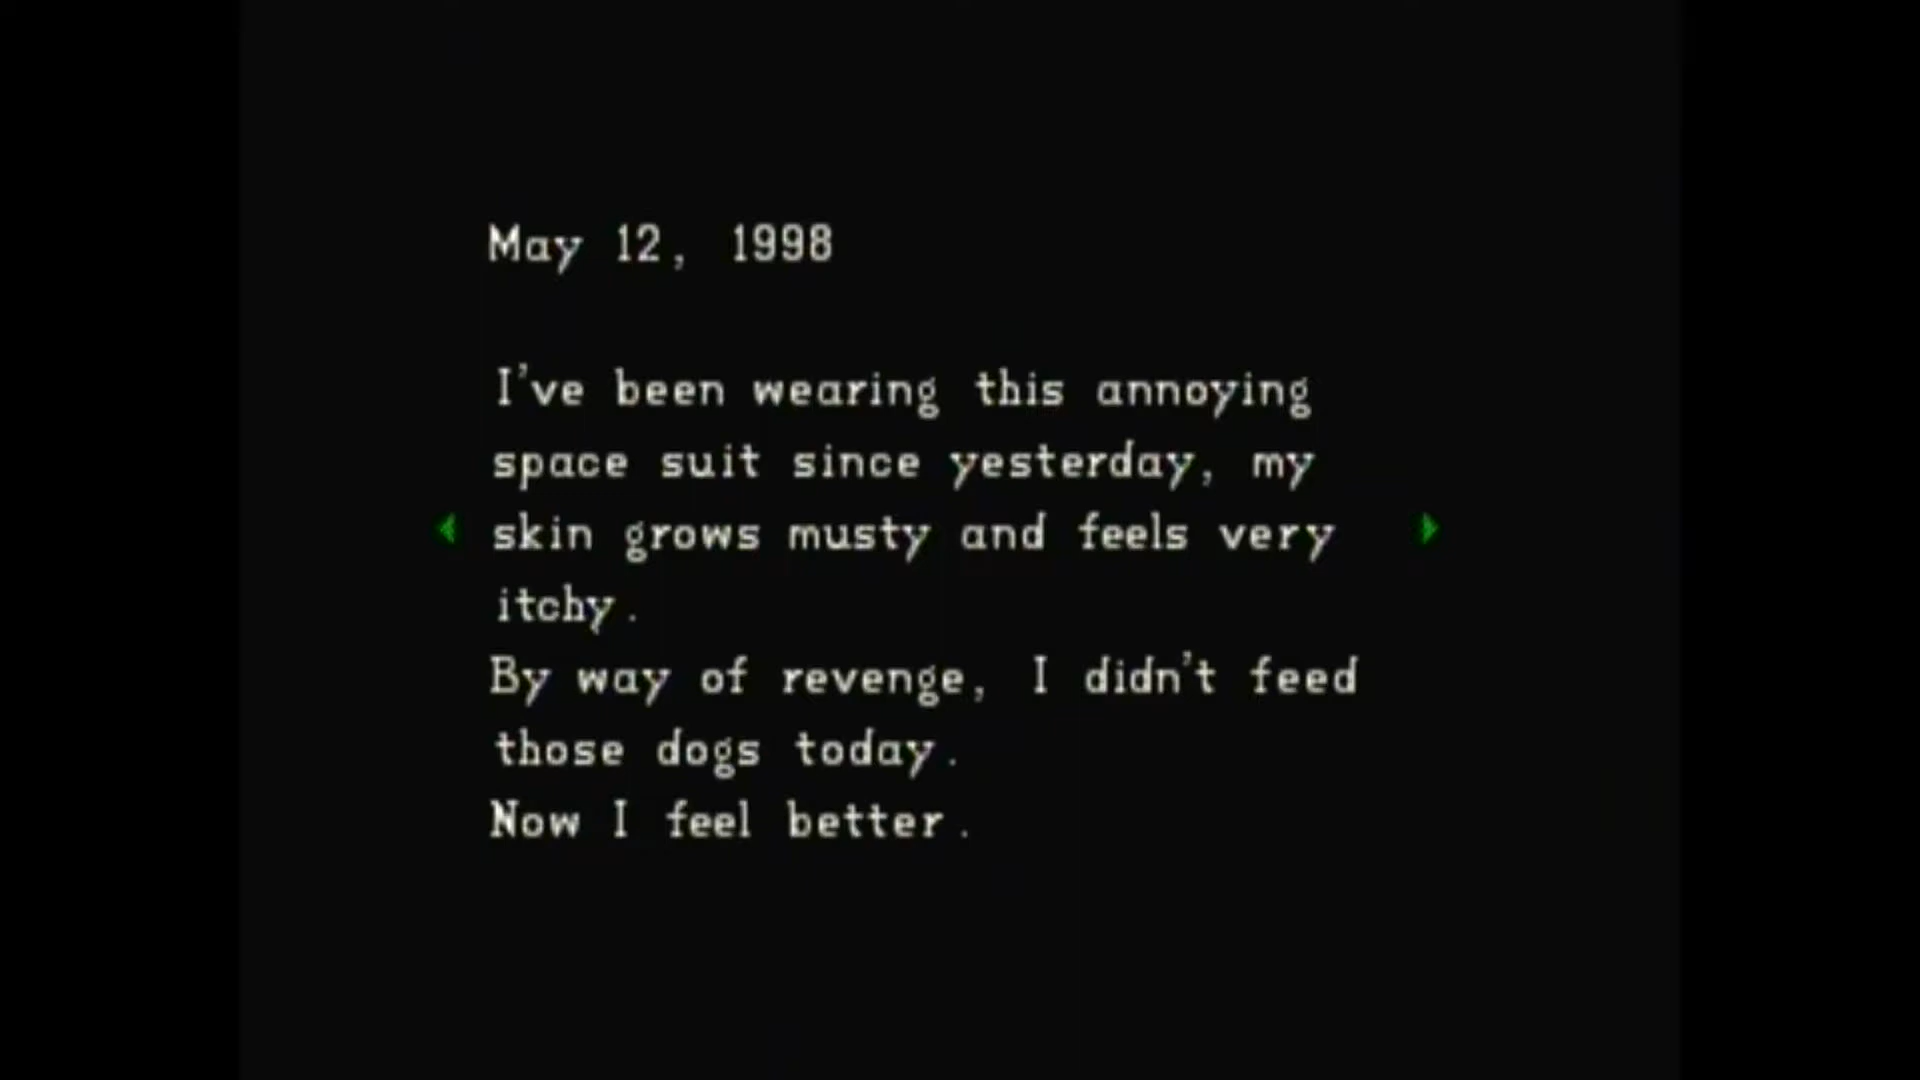 May 12, 1998
I've been wearing this annoying
space suit since yesterday, my
skin grows musty and feels very
itchy.
By way of revenge, I didn't feed
those dogs today.
Now I feel better.